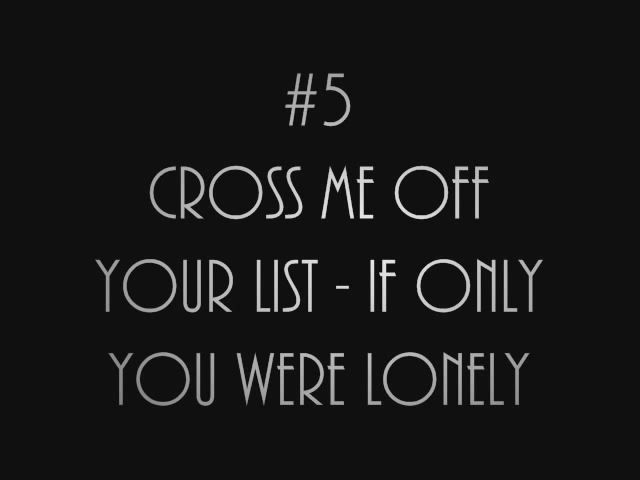 #5
CROSS ME OFF
YOUR LIST - IF ONLY
YOU WERE LONELY